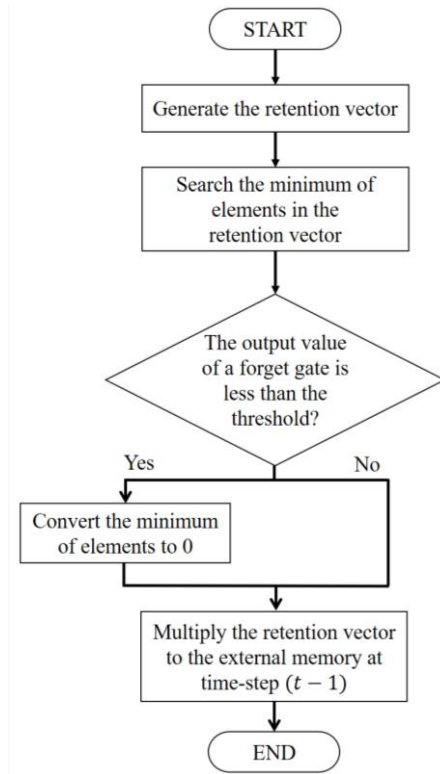 START
Generate the retention vector
Search the minimum of
elements in the
retention vector
The output value
of a forget gate is
less than the
threshold?
Yes
No
Convert the minimum
of elements to 0
Multiply the retention vector
to the external memory at
time-step (t − 1)
END